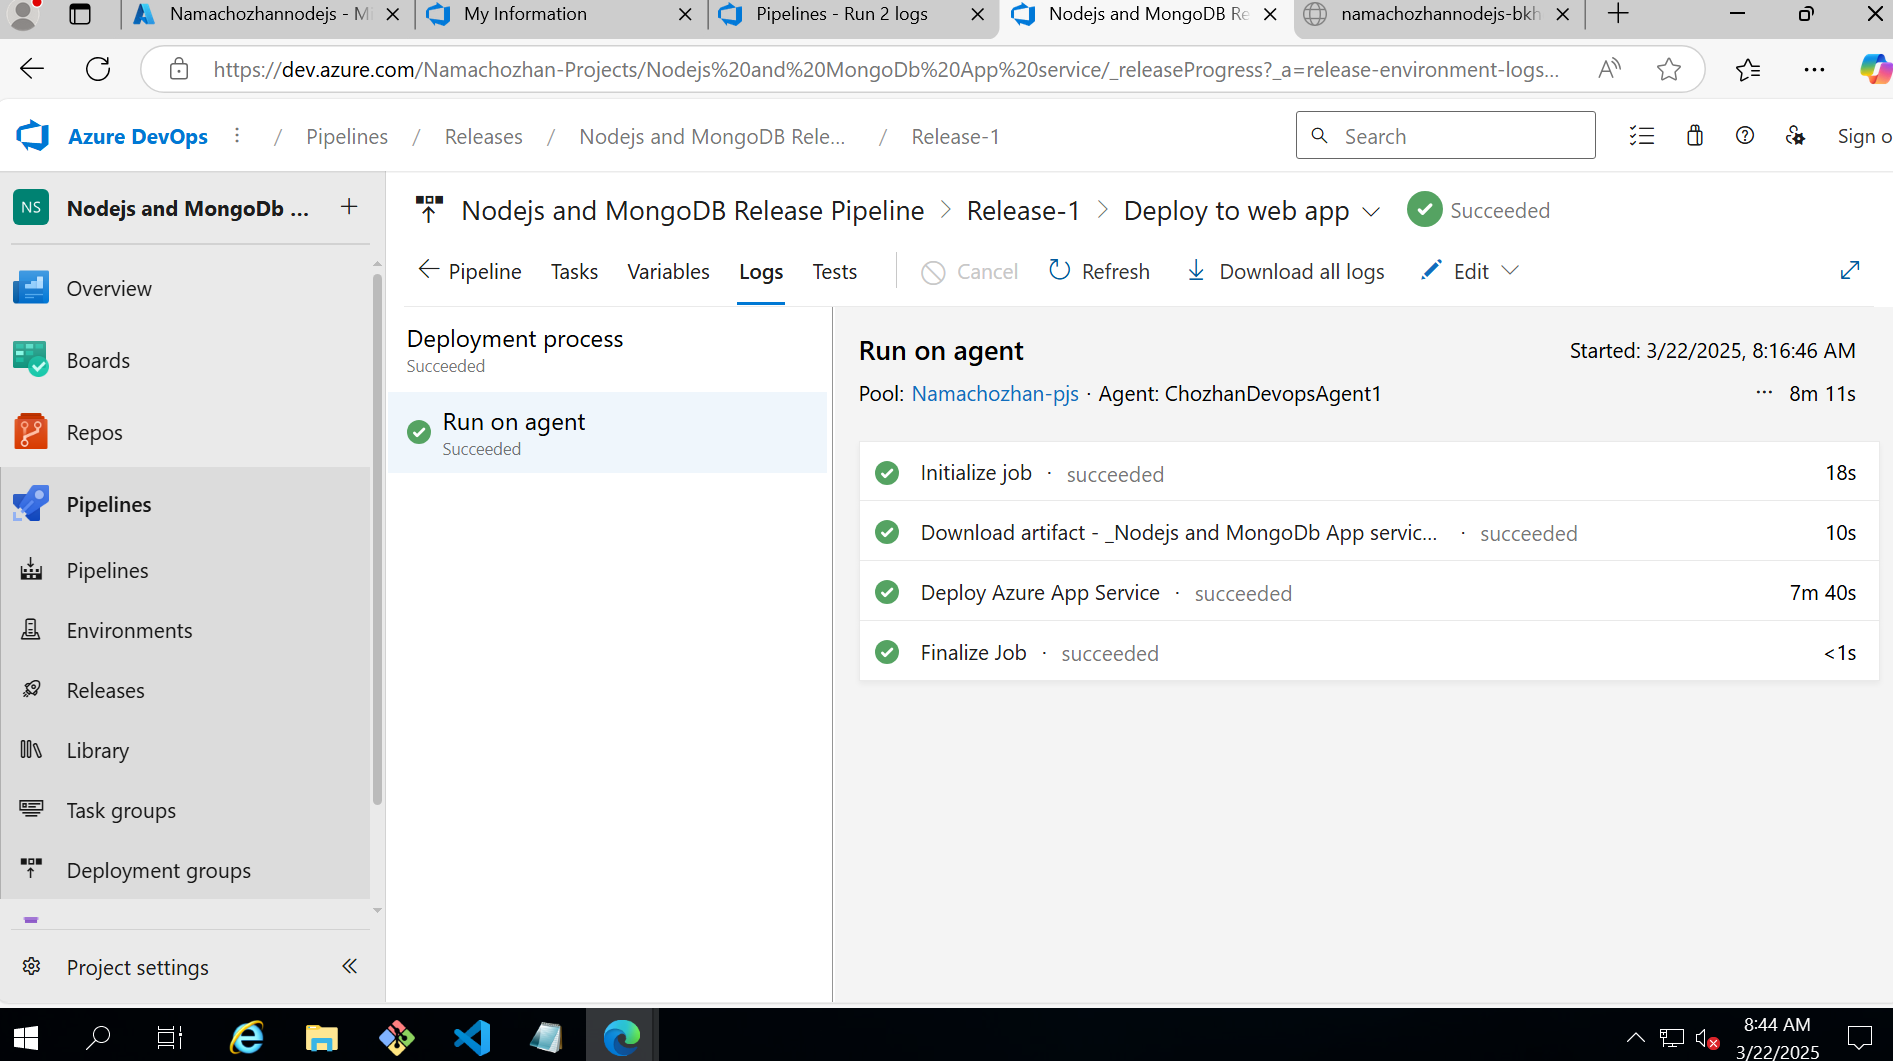 Namachozhannodejs - Mi
My Information
Pipelines - Run 2 logs
Nodejs and MongoDB Re
namachozhannodejs-bkh
https://dev.azure.com/Namachozhan-Projects/Nodejs%20and%20MongoDb%20App%20service/_releaseProgress?_a=release-environment-logs...
Azure DevOps / Pipelines / Releases / Nodejs and MongoDB Rele... / Release-1
Search
Sign o
NS
Nodejs and MongoDb ...
Overview
Boards
Repos
Pipelines
Pipelines
Environments
Releases
Library
Task groups
Deployment groups
Project settings
Nodejs and MongoDB Release Pipeline > Release-1 > Deploy to web app
Succeeded
Pipeline
Tasks
Variables
Logs
Tests
Cancel
Refresh
Download all logs
Edit
Deployment process
Succeeded
Run on agent
Succeeded
Run on agent
Started: 3/22/2025, 8:16:46 AM
Pool: Namachozhan-pjs · Agent: ChozhanDevopsAgent1
... 8m 11s
Initialize job · succeeded 18s
Download artifact - _Nodejs and MongoDb App servic... · succeeded 10s
Deploy Azure App Service · succeeded 7m 40s
Finalize Job · succeeded <1s
8:44 AM
3/22/2025